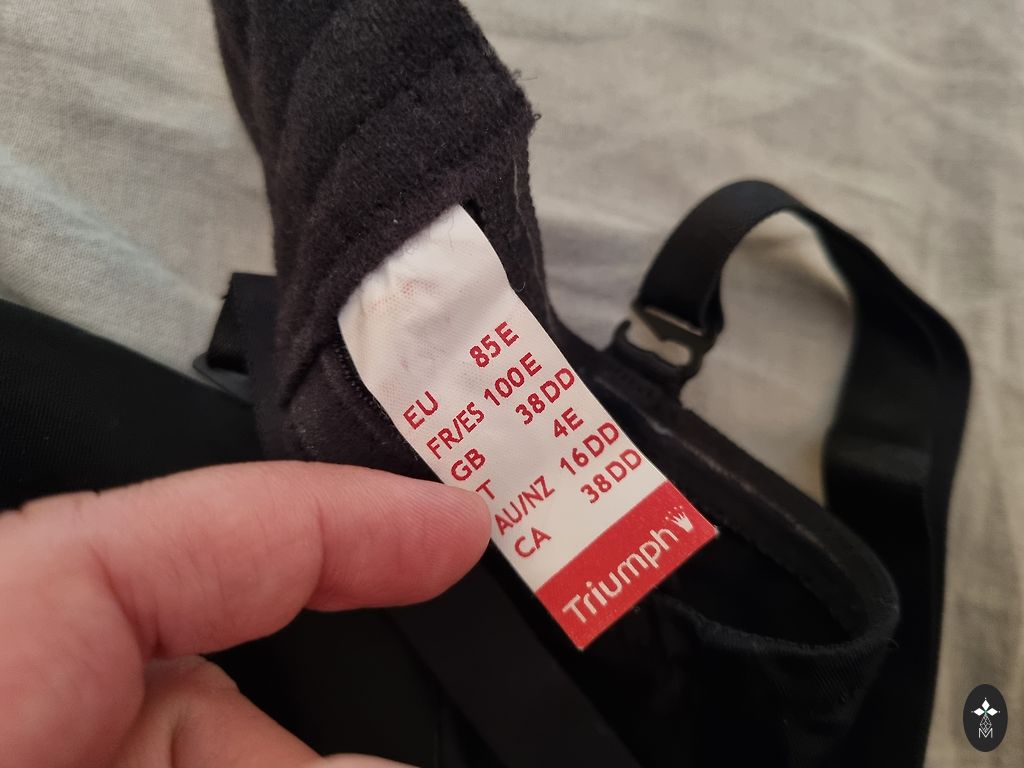 EU 85E
FR/ES 100E
GB 38DD
T 4E
AU/NZ 16DD
CA 38DD
Triumph
M